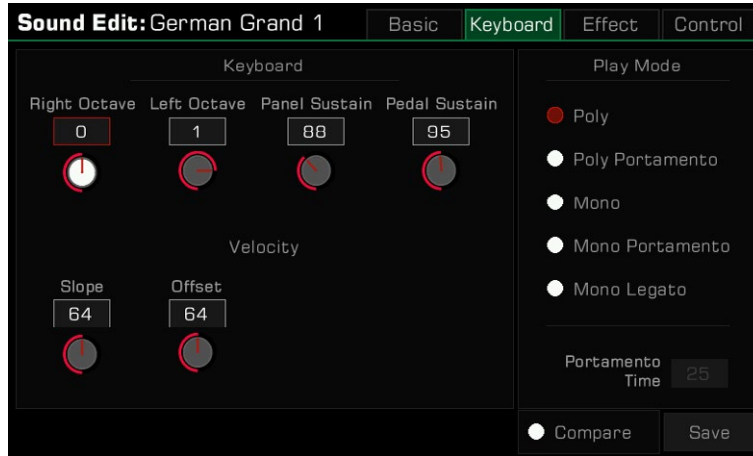 Sound Edit: German Grand 1
Basic
Keyboard
Effect
Control
Keyboard
Right Octave
Left Octave
Panel Sustain
Pedal Sustain
0
1
88
95
Velocity
Slope
Offset
64
64
Play Mode
Poly
Poly Portamento
Mono
Mono Portamento
Mono Legato
Portamento
Time
25
Compare
Save